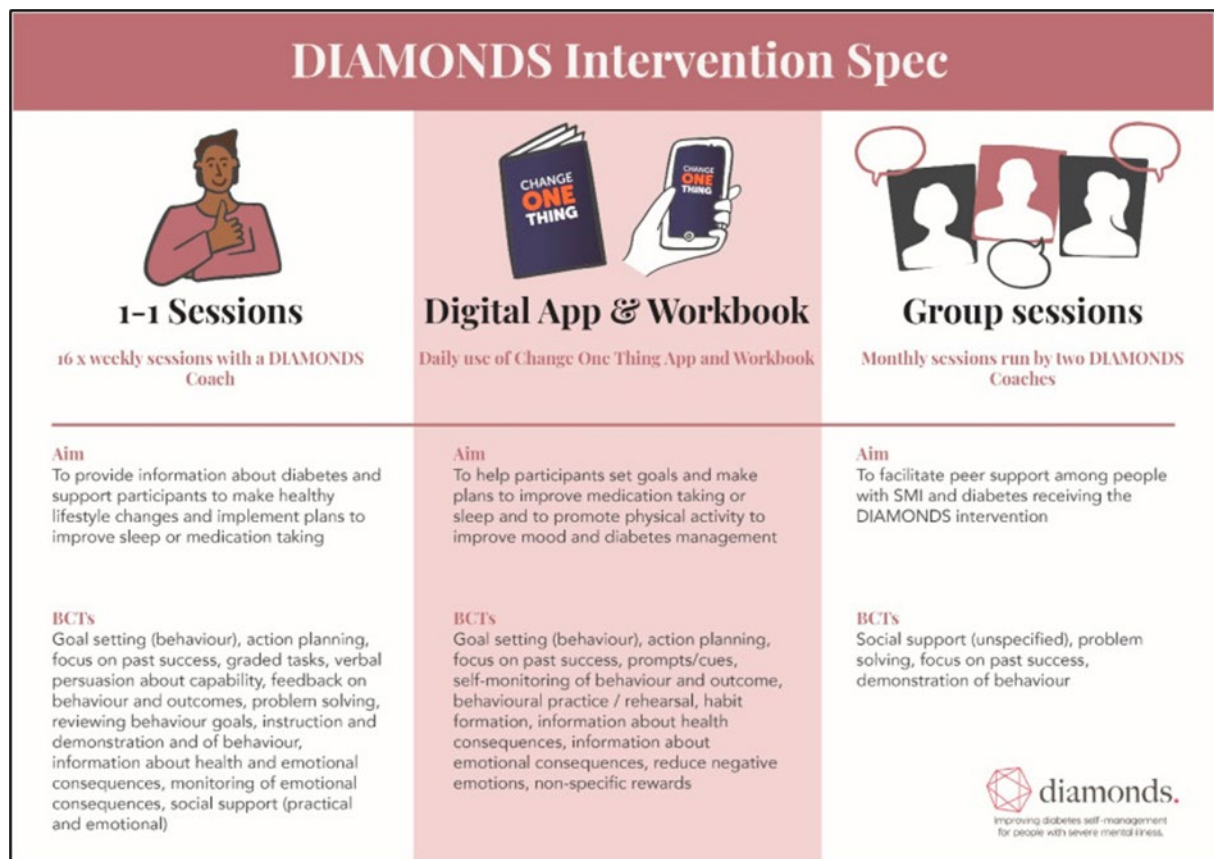 DIAMONDS Intervention Spec
CHANGE
ONE
THING
CHANGE
ONE
THING
1-1 Sessions
16 x weekly sessions with a DIAMONDS
Coach
Aim
To provide information about diabetes and
support participants to make healthy
lifestyle changes and implement plans to
improve sleep or medication taking
BCTs
Goal setting (behaviour), action planning,
focus on past success, graded tasks, verbal
persuasion about capability, feedback on
behaviour and outcomes, problem solving,
reviewing behaviour goals, instruction and
demonstration and of behaviour,
information about health and emotional
consequences, monitoring of emotional
consequences, social support (practical
and emotional)
Digital App & Workbook
Daily use of Change One Thing App and Workbook
Aim
To help participants set goals and make
plans to improve medication taking or
sleep and to promote physical activity to
improve mood and diabetes management
BCTs
Goal setting (behaviour), action planning,
focus on past success, prompts/cues,
self-monitoring of behaviour and outcome,
behavioural practice / rehearsal, habit
formation, information about health
consequences, information about
emotional consequences, reduce negative
emotions, non-specific rewards
Group sessions
Monthly sessions run by two DIAMONDS
Coaches
Aim
To facilitate peer support among people
with SMI and diabetes receiving the
DIAMONDS intervention
BCTs
Social support (unspecified), problem
solving, focus on past success,
demonstration of behaviour
diamonds.
Improving diabetes self-management
for people with severe mental illness.